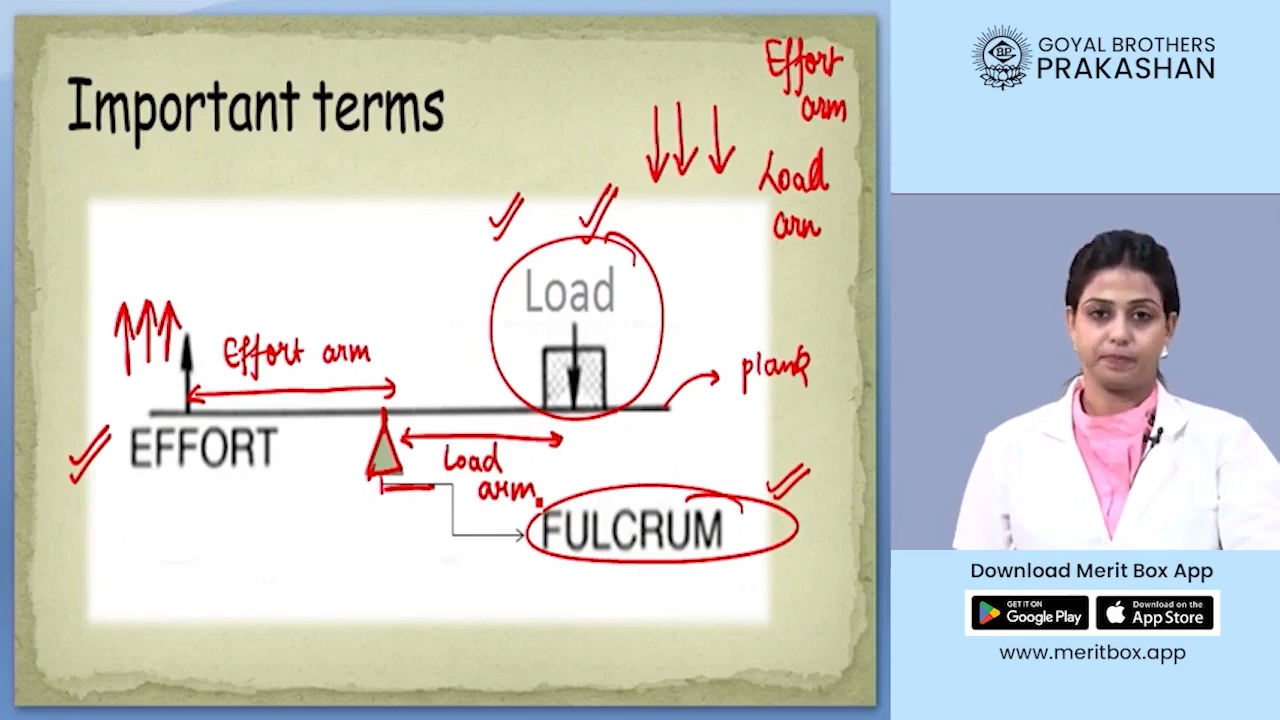 Important terms
Effort
arm
Load
arm
Load
Effort arm
plank
EFFORT
Load
arm.
FULCRUM
GOYAL BROTHERS
PRAKASHAN
GBP
Download Merit Box App
GET IT ON
Google Play
Download on the
App Store
www.meritbox.app